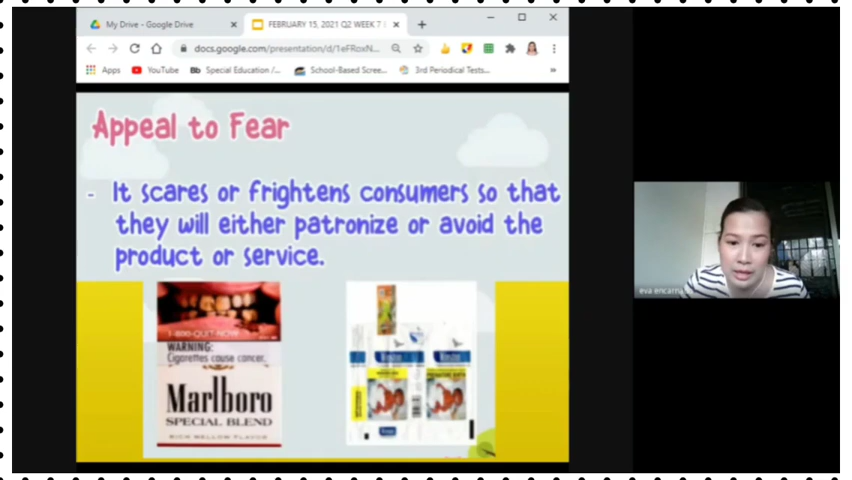 My Drive - Google Drive
FEBRUARY 15, 2021 Q2 WEEK 7
docs.google.com/presentation/d/1eFRoxN...
Apps YouTube Bb Special Education /... School-Based Scree... 3rd Periodical Tests...
Appeal to Fear
- It scares or frightens consumers so that
they will either patronize or avoid the
product or service.
1-800-QUIT-NOW
WARNING:
Cigarettes cause cancer.
Marlboro
SPECIAL BLEND
RICH MELLOW FLAVOR
eva encarna